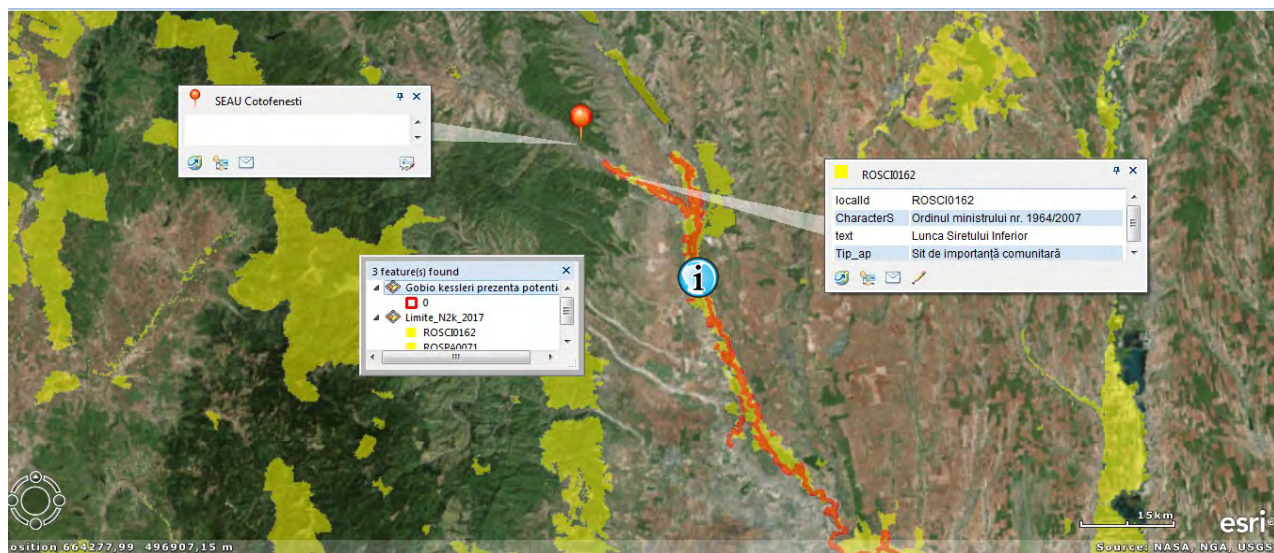 SEAU Cotofenesti
ROSCI0162
localId ROSCI0162
CharacterS Ordinul ministrului nr. 1964/2007
text Lunca Siretului Inferior
Tip_ap Sit de importanță comunitară
3 feature(s) found
Gobio kessleri prezenta potenti
0
Limite_N2k_2017
ROSCI0162
ROSPA0071
i
15km
esri
osition 664277,99 496907,15 m
Source: NASA, NGA, USGS